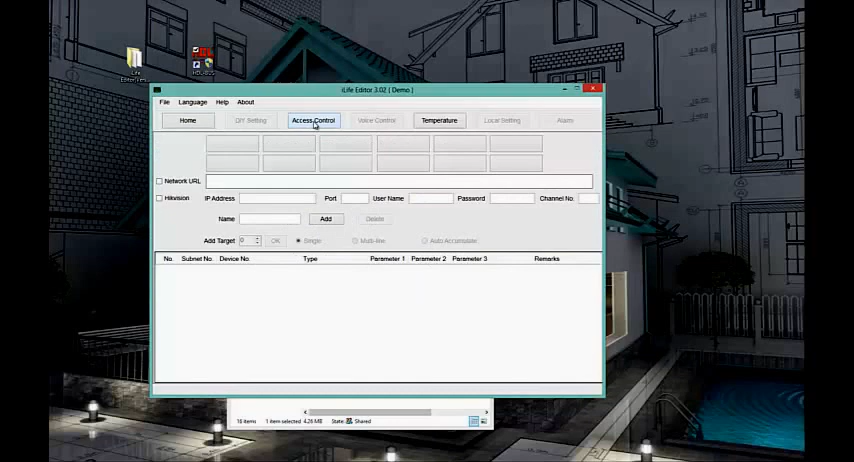 Life
HDL-BUS
iLife Editor 3.02 ( Demo )
File Language Help About
Home DIY Setting Access Control Voice Control Temperature Local Setting Alarm
Network URL
Hikvision IP Address Port User Name Password Channel No.
Name Add Delete
Add Target 0 OK Single Multi-line Auto Accumulate
No. Subnet No. Device No. Type Parameter 1 Parameter 2 Parameter 3 Remarks
18 items 1 item selected 4.26 MB State: Shared